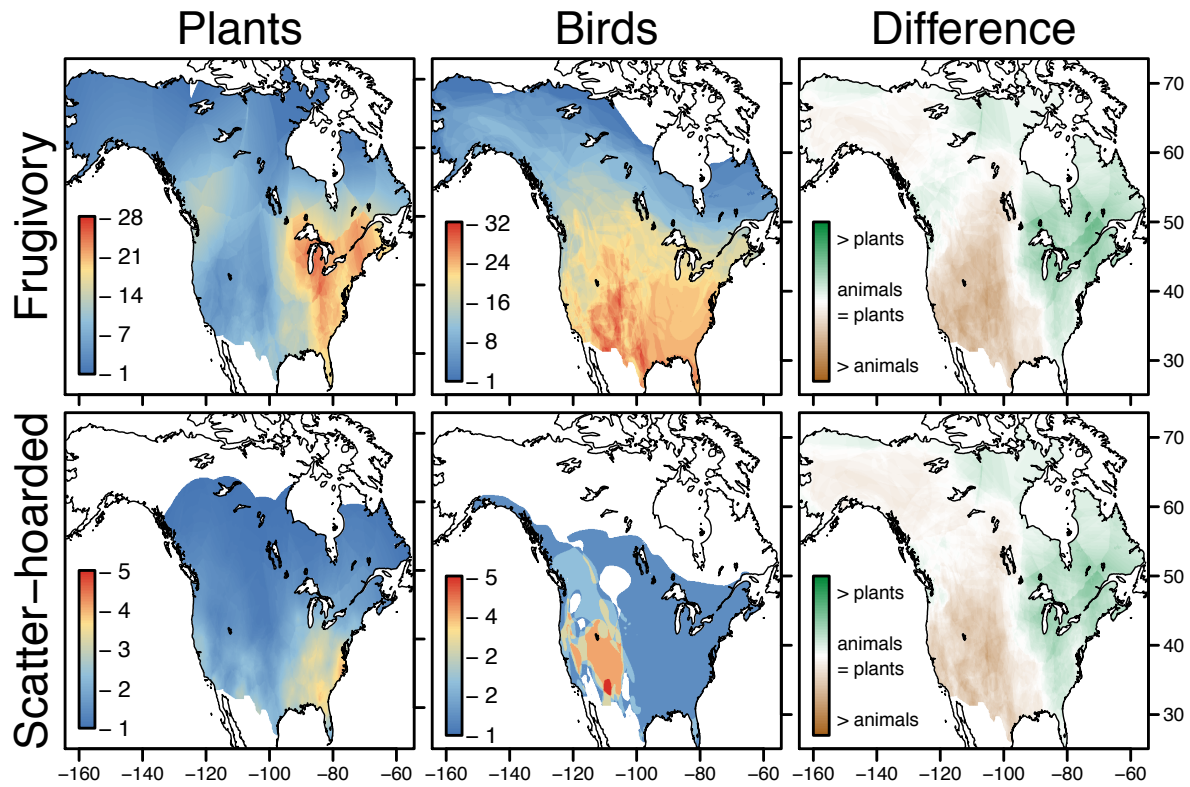 Plants
Birds
Difference
Frugivory
– 28
– 21
– 14
– 7
– 1
– 32
– 24
– 16
– 8
– 1
> plants
animals
= plants
> animals
70
60
50
40
30
Scatter−hoarded
– 5
– 4
– 3
– 2
– 1
– 5
– 4
– 2
– 2
– 1
> plants
animals
= plants
> animals
70
60
50
40
30
−160 −140 −120 −100 −80 −60
−160 −140 −120 −100 −80 −60
−160 −140 −120 −100 −80 −60